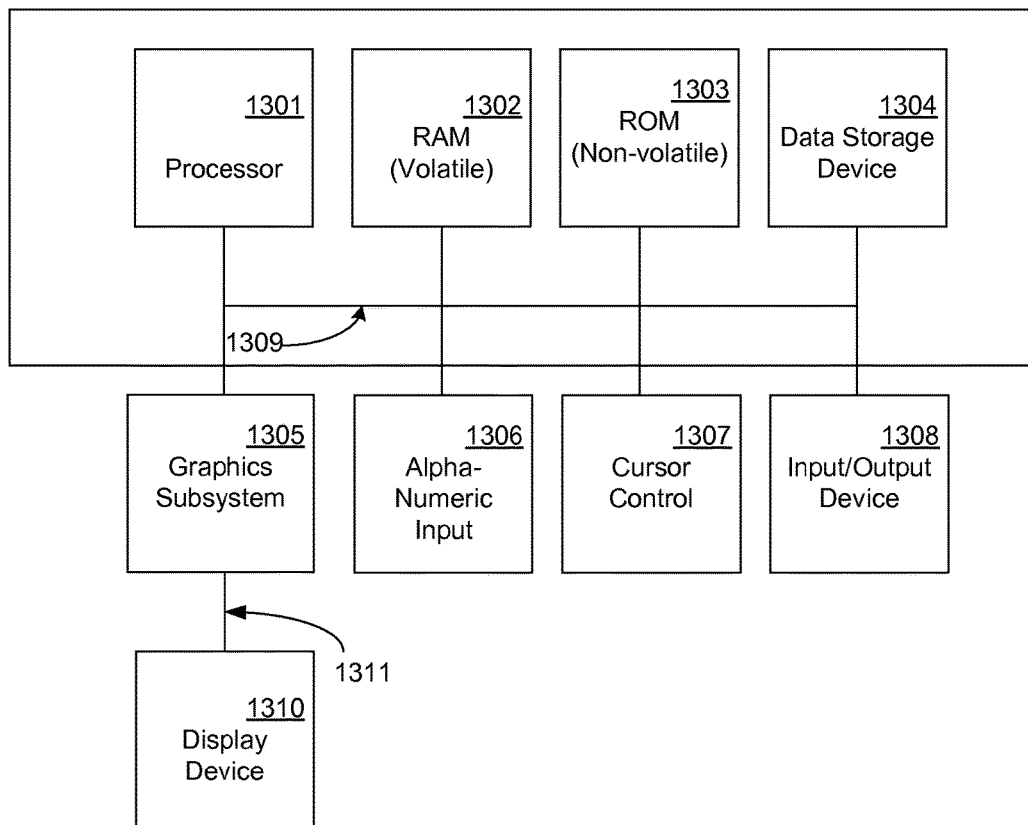 1301
Processor
1302
RAM
(Volatile)
1303
ROM
(Non-volatile)
1304
Data Storage
Device
1309
1305
Graphics
Subsystem
1306
Alpha-
Numeric
Input
1307
Cursor
Control
1308
Input/Output
Device
1311
1310
Display
Device